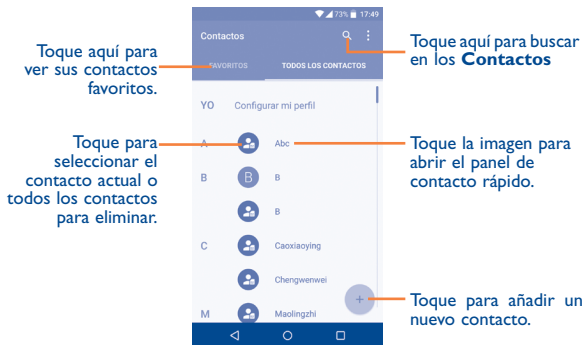 Toque aquí para
ver sus contactos
favoritos.
Toque para
seleccionar el
contacto actual o
todos los contactos
para eliminar.
73% 17:49
Contactos
FAVORITOS TODOS LOS CONTACTOS
YO Configurar mi perfil
A Abc
B B B
B
C Caoxiaoying
Chengwenwei
M Maolingzhi
Toque aquí para buscar
en los Contactos
Toque la imagen para
abrir el panel de
contacto rápido.
Toque para añadir un
nuevo contacto.